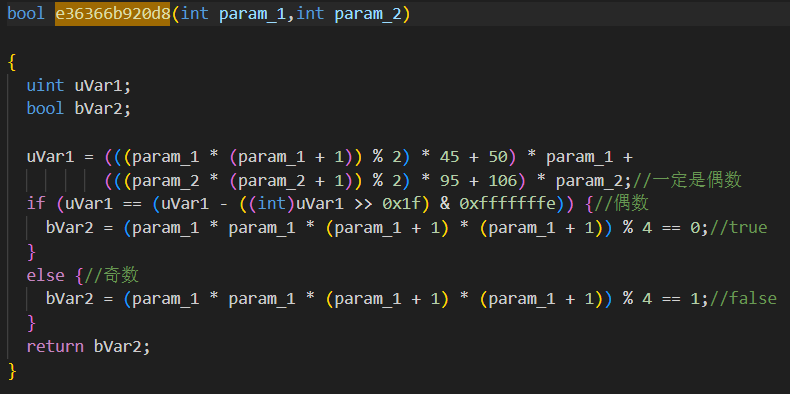 bool e36366b920d8(int param_1,int param_2)
{
uint uVar1;
bool bVar2;
uVar1 = (((param_1 * (param_1 + 1)) % 2) * 45 + 50) * param_1 +
(((param_2 * (param_2 + 1)) % 2) * 95 + 106) * param_2;//一定是偶数
if (uVar1 == (uVar1 - ((int)uVar1 >> 0x1f) & 0xfffffffe)) {//偶数
bVar2 = (param_1 * param_1 * (param_1 + 1) * (param_1 + 1)) % 4 == 0;//true
}
else {//奇数
bVar2 = (param_1 * param_1 * (param_1 + 1) * (param_1 + 1)) % 4 == 1;//false
}
return bVar2;
}